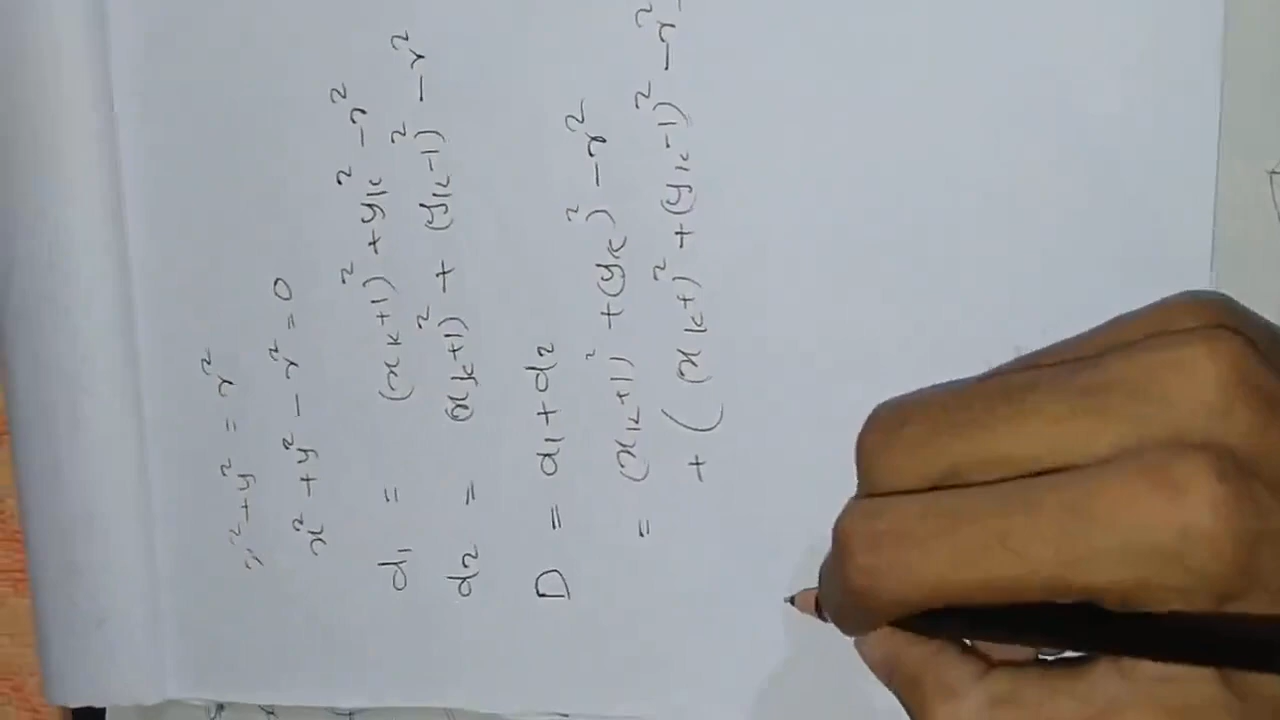 x² + y² = r²
x² + y² - r² = 0
d₁ = (xₖ+1)² + yₖ² - r²
d₂ = (xₖ+1)² + (yₖ-1)² - r²
D = d₁ + d₂
= (xₖ+1)² + (yₖ)² - r²
+ ( (xₖ+)² + (yₖ-1)² - r²